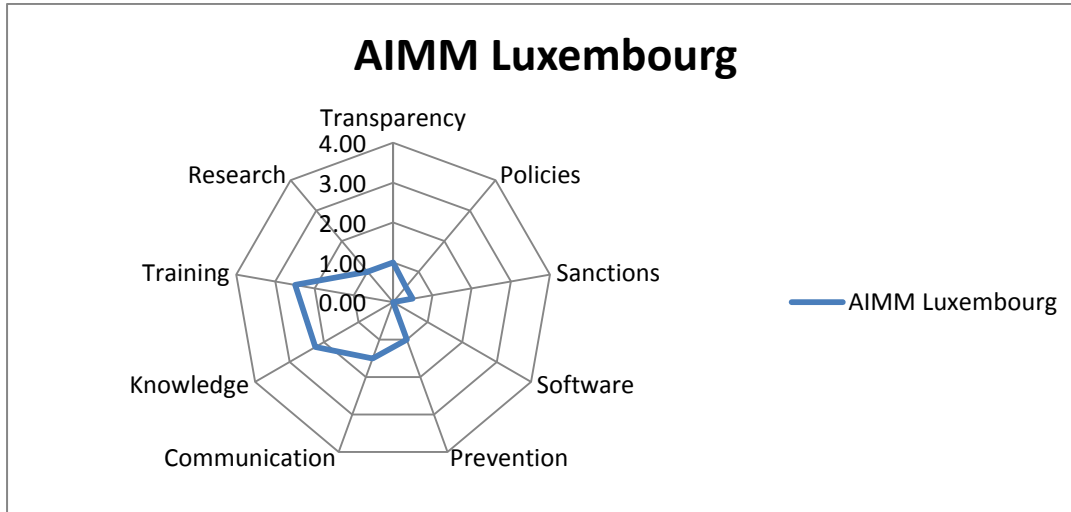 AIMM Luxembourg
Transparency
4.00
Research
3.00
Policies
2.00
Training
1.00
Sanctions
0.00
AIMM Luxembourg
Knowledge
Software
Communication
Prevention